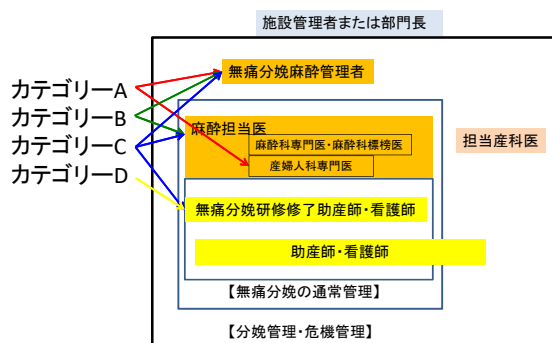 施設管理者または部門長
無痛分娩麻酔管理者
カテゴリーA
カテゴリーB
カテゴリーC
カテゴリーD
麻酔担当医
麻酔科専門医・麻酔科標榜医
産婦人科専門医
担当産科医
無痛分娩研修修了助産師・看護師
助産師・看護師
【無痛分娩の通常管理】
【分娩管理・危機管理】